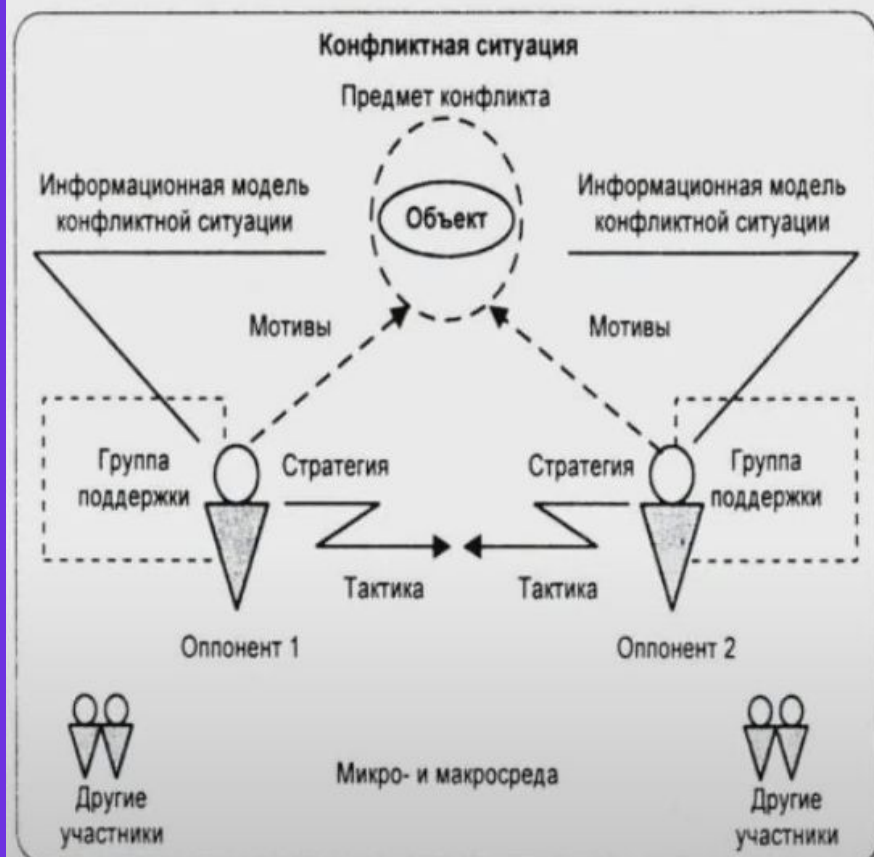 Конфликтная ситуация
Предмет конфликта
Информационная модель
конфликтной ситуации
Объект
Информационная модель
конфликтной ситуации
Мотивы
Мотивы
Группа
поддержки
Стратегия
Стратегия
Группа
поддержки
Тактика
Тактика
Оппонент 1
Оппонент 2
Микро- и макросреда
Другие
участники
Другие
участники